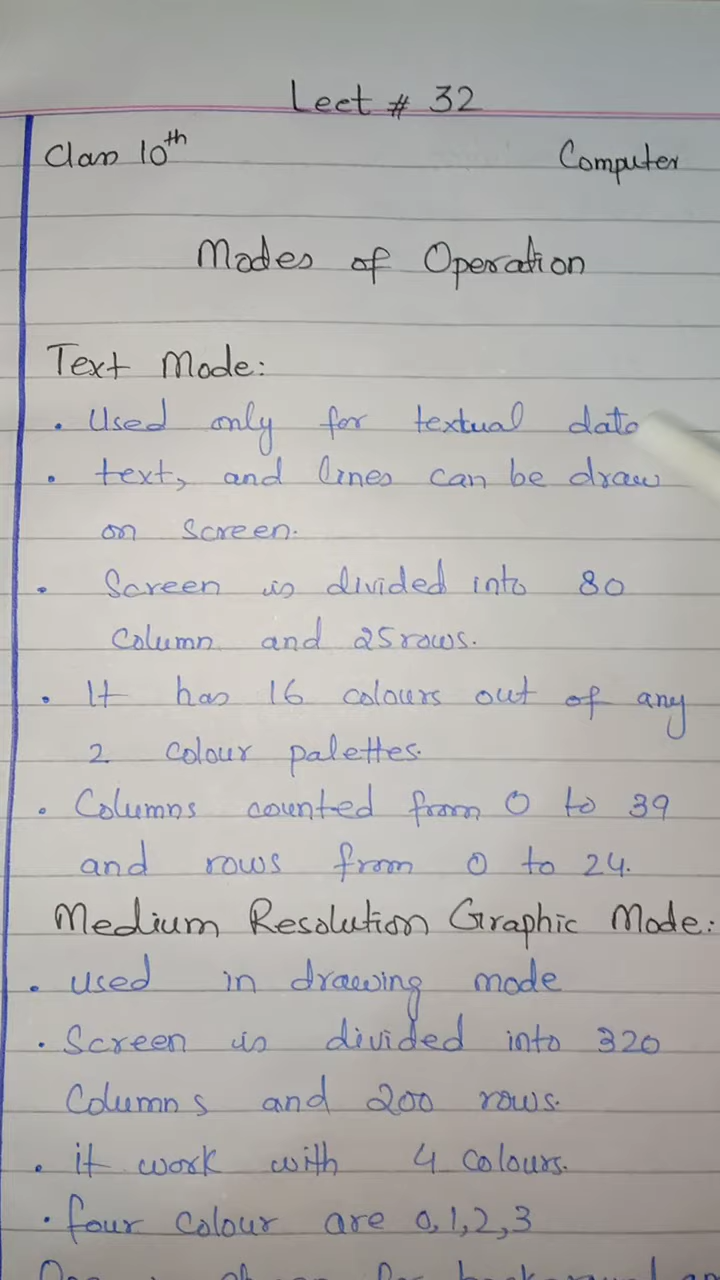 Lect # 32
Class 10th Computer
Modes of Operation
Text Mode:
• Used only for textual data
• text, and lines can be draw
on Screen.
• Screen is divided into 80
Column and 25 rows.
• It has 16 colours out of any
2 colour palettes.
• Columns counted from 0 to 39
and rows from 0 to 24.
Medium Resolution Graphic Mode:
• used in drawing mode
• Screen is divided into 320
Columns and 200 rows.
• it work with 4 colours.
• four colour are 0,1,2,3